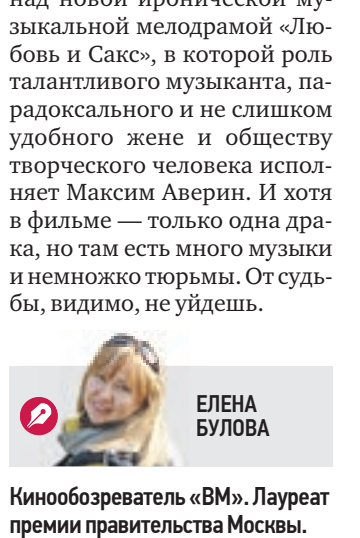 над новой иронической му-
зыкальной мелодрамой «Лю-
бовь и Сакс», в которой роль
талантливого музыканта, па-
радоксального и не слишком
удобного жене и обществу
творческого человека испол-
няет Максим Аверин. И хотя
в фильме — только одна дра-
ка, но там есть много музыки
и немножко тюрьмы. От судь-
бы, видимо, не уйдешь.
ЕЛЕНА
БУЛОВА
Кинообозреватель «ВМ». Лауреат
премии правительства Москвы.